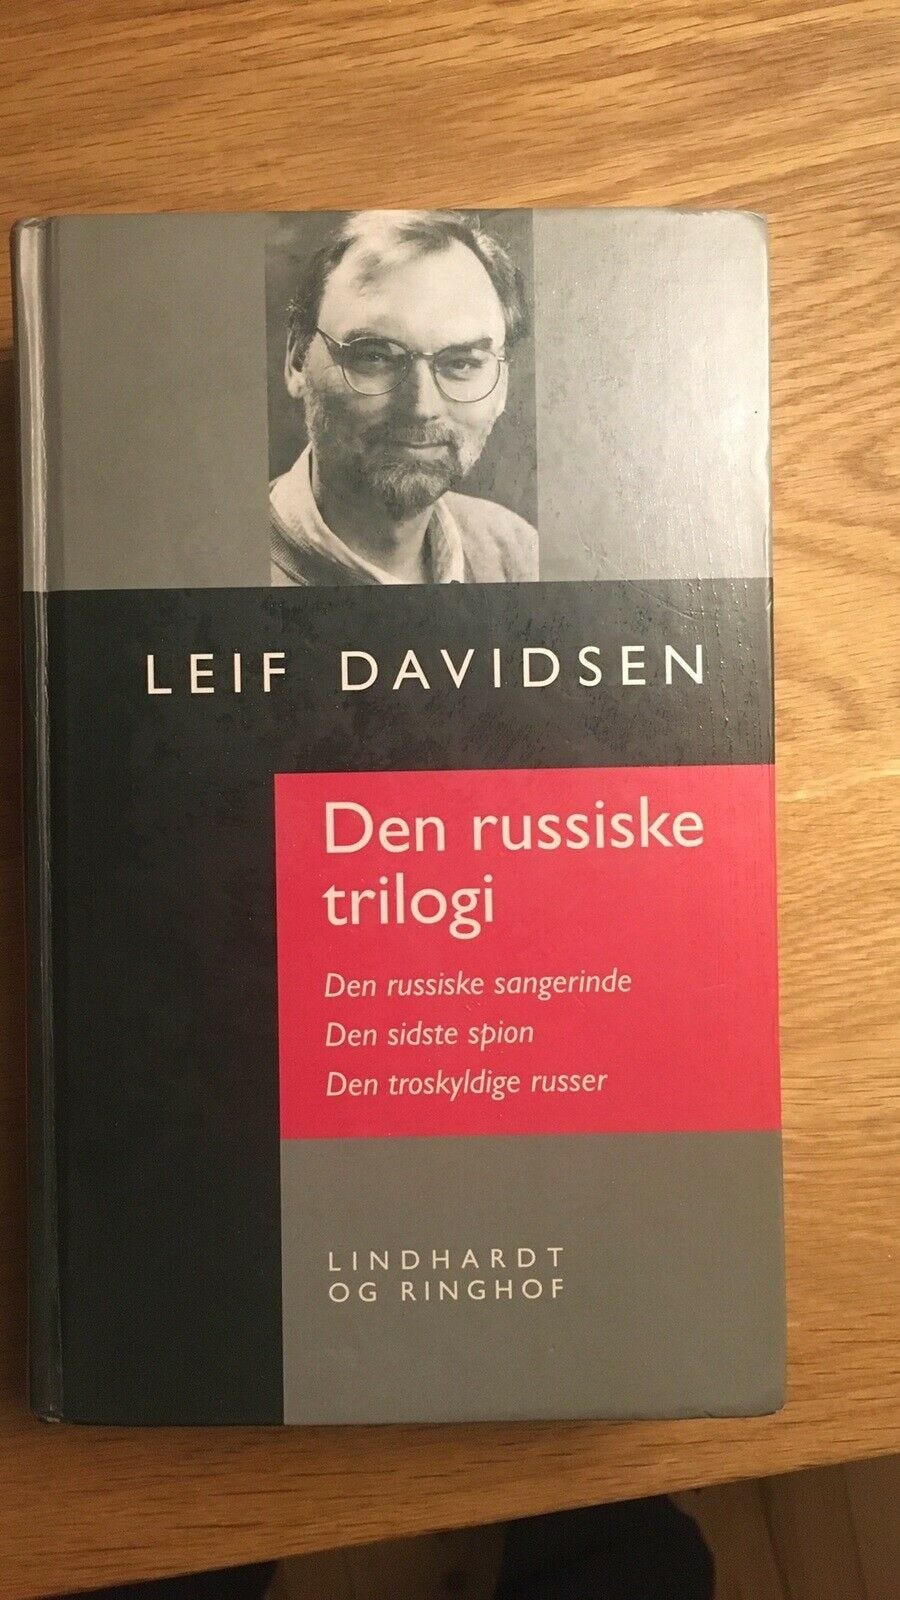 LEIF DAVIDSEN
Den russiske
trilogi
Den russiske sangerinde
Den sidste spion
Den troskyldige russer
LINDHARDT
OG RINGHOF